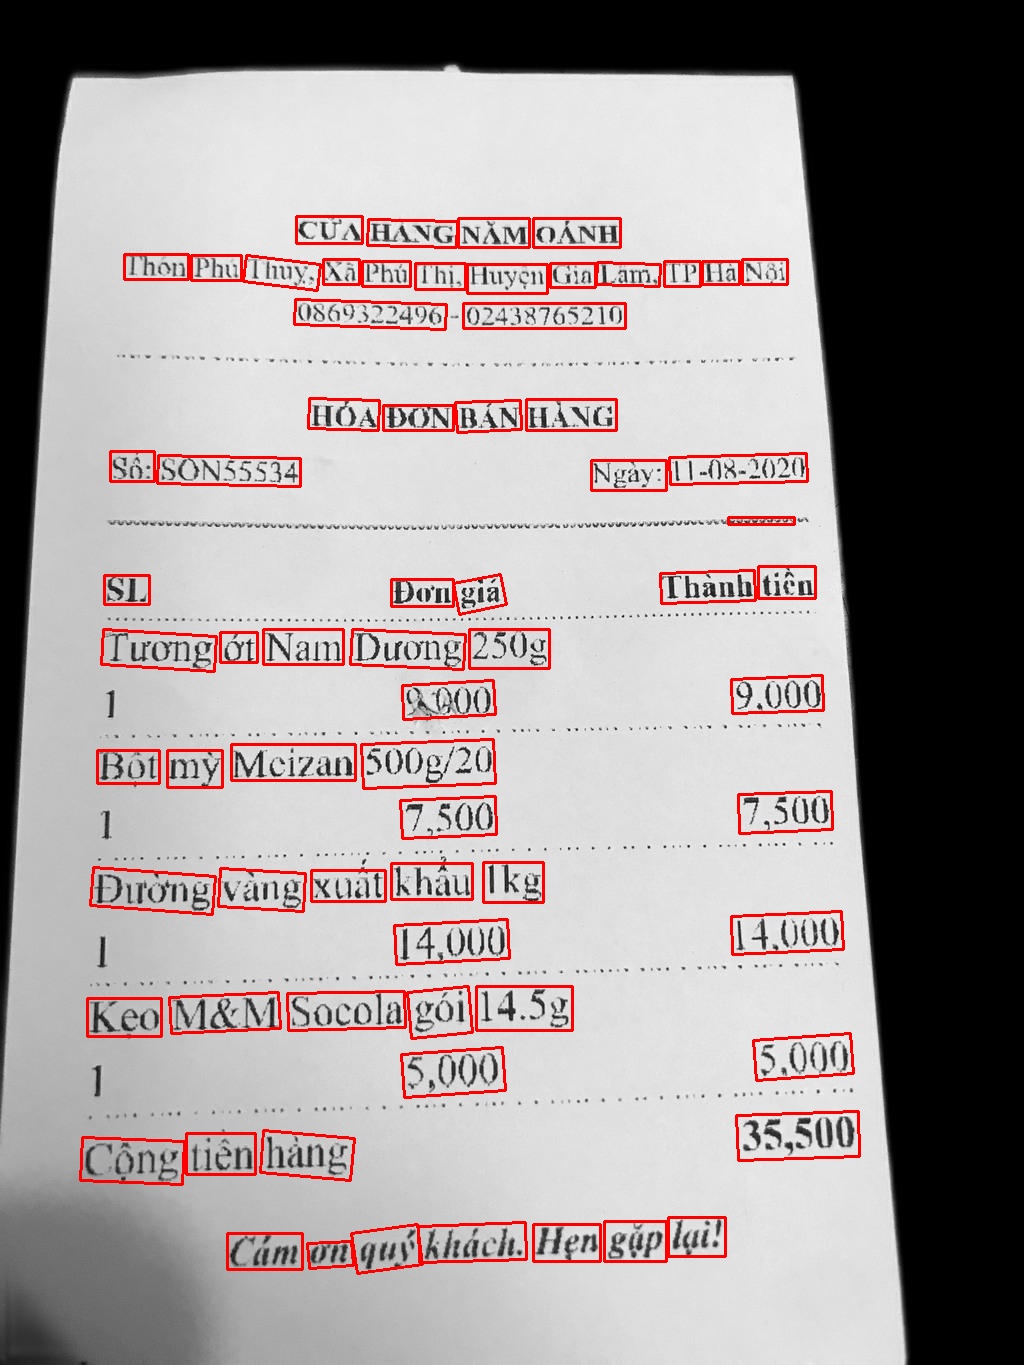 CỬA HÀNG NĂM OÁNH
Thôn Phú Thuỵ, Xã Phú Thị, Huyện Gia Lâm, TP Hà Nội
0869322496 - 02438765210
HÓA ĐƠN BÁN HÀNG
Số: SON55534 Ngày: 11-08-2020
SL Đơn giá Thành tiền
Tương ớt Nam Dương 250g
1 9,000 9,000
Bột mỳ Meizan 500g/20
1 7,500 7,500
Đường vàng xuất khẩu 1kg
1 14,000 14,000
Kẹo M&M Socola gói 14.5g
1 5,000 5,000
Cộng tiền hàng 35,500
Cám ơn quý khách. Hẹn gặp lại!